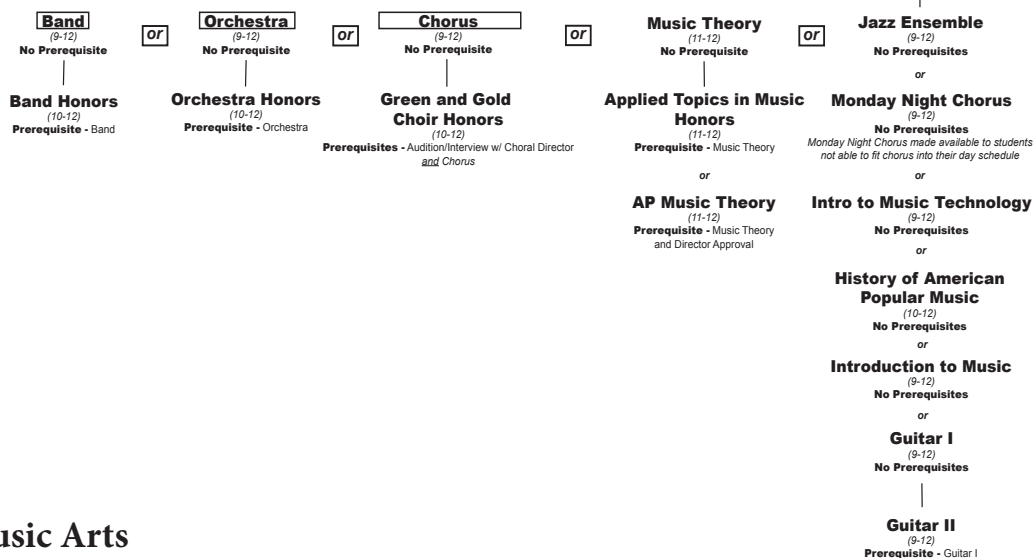 Band
(9-12)
No Prerequisite
Band Honors
(10-12)
Prerequisite - Band
or
Orchestra
(9-12)
No Prerequisite
Orchestra Honors
(10-12)
Prerequisite - Orchestra
or
Chorus
(9-12)
No Prerequisite
Green and Gold
Choir Honors
(10-12)
Prerequisites - Audition/Interview w/ Choral Director
and Chorus
or
Music Theory
(11-12)
No Prerequisite
Applied Topics in Music
Honors
(11-12)
Prerequisite - Music Theory
or
AP Music Theory
(11-12)
Prerequisite - Music Theory
and Director Approval
or
Jazz Ensemble
(9-12)
No Prerequisites
or
Monday Night Chorus
(9-12)
No Prerequisites
Monday Night Chorus made available to students
not able to fit chorus into their day schedule
or
Intro to Music Technology
(9-12)
No Prerequisites
or
History of American
Popular Music
(10-12)
No Prerequisites
or
Introduction to Music
(9-12)
No Prerequisites
or
Guitar I
(9-12)
No Prerequisites
Guitar II
(9-12)
Prerequisite - Guitar I
usic Arts